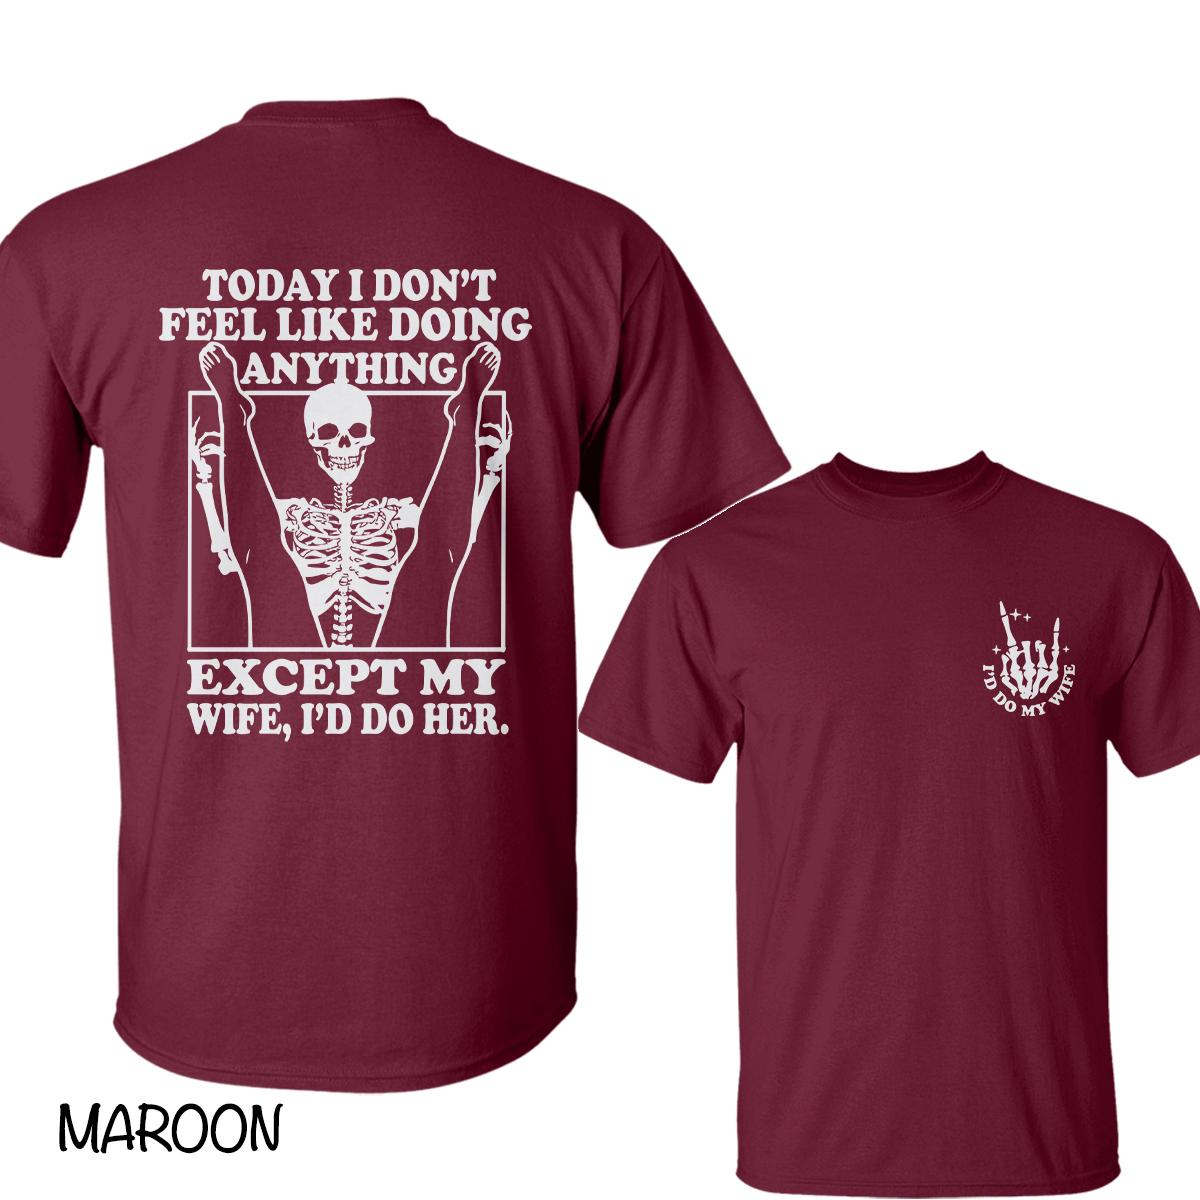 TODAY I DON'T
FEEL LIKE DOING
ANYTHING
EXCEPT MY
WIFE, I'D DO HER.
I'D DO MY WIFE
MAROON